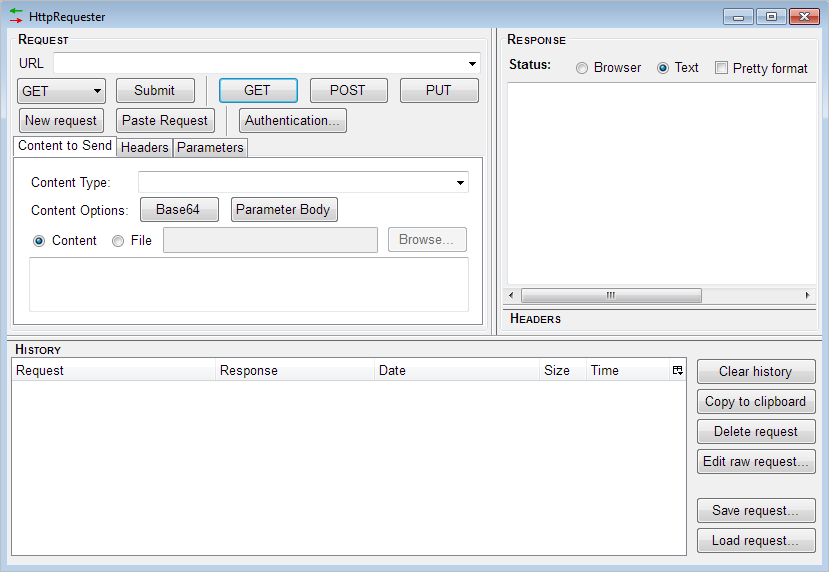 HttpRequester
REQUEST
URL
GET Submit GET POST PUT
New request Paste Request Authentication...
Content to Send Headers Parameters
Content Type:
Content Options: Base64 Parameter Body
Content File Browse...
RESPONSE
Status: Browser Text Pretty format
HEADERS
HISTORY
Request Response Date Size Time
Clear history
Copy to clipboard
Delete request
Edit raw request...
Save request...
Load request...